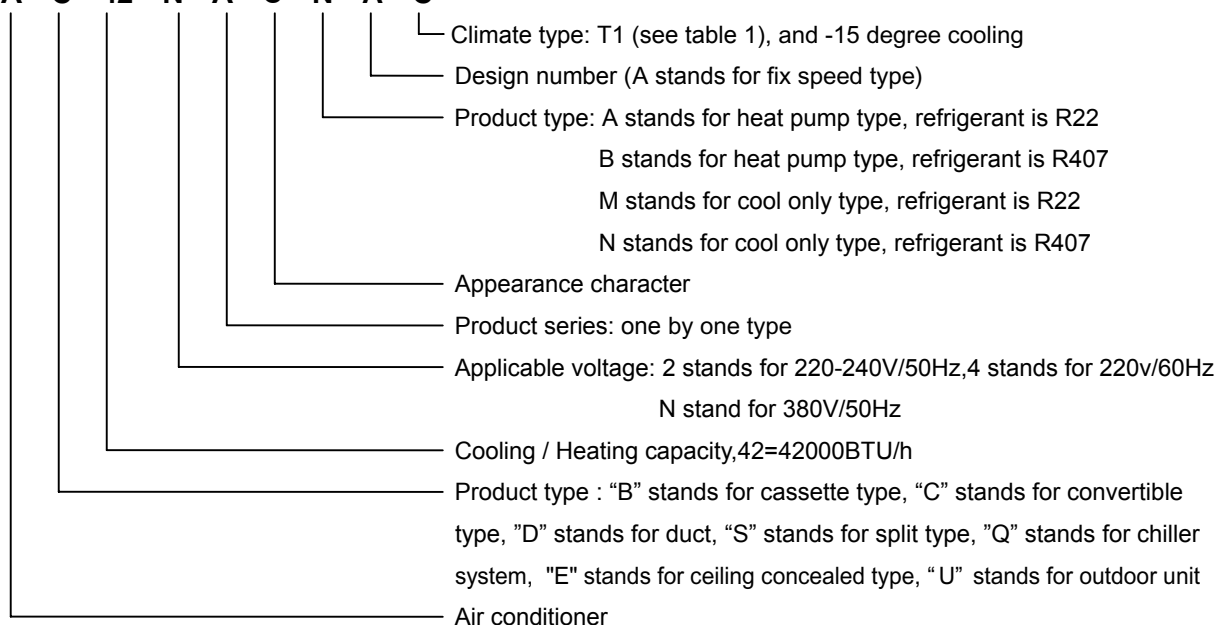 Climate type: T1 (see table 1), and -15 degree cooling
Design number (A stands for fix speed type)
Product type: A stands for heat pump type, refrigerant is R22
B stands for heat pump type, refrigerant is R407
M stands for cool only type, refrigerant is R22
N stands for cool only type, refrigerant is R407
Appearance character
Product series: one by one type
Applicable voltage: 2 stands for 220-240V/50Hz,4 stands for 220v/60Hz
N stand for 380V/50Hz
Cooling / Heating capacity,42=42000BTU/h
Product type : “B” stands for cassette type, “C” stands for convertible
type, ”D” stands for duct, “S” stands for split type, ”Q” stands for chiller
system, "E" stands for ceiling concealed type, “ U” stands for outdoor unit
Air conditioner